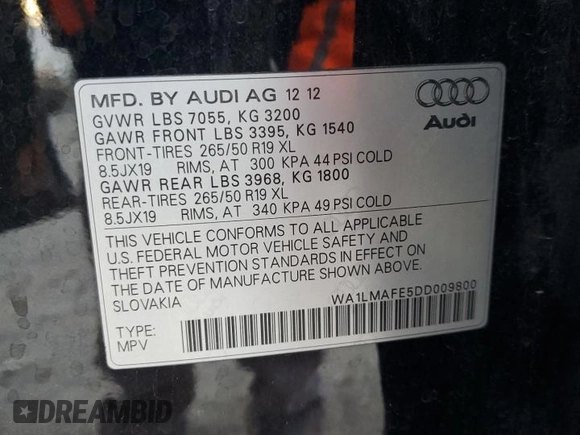 MFD. BY AUDI AG 12 12
GVWR LBS 7055, KG 3200
GAWR FRONT LBS 3395, KG 1540
FRONT-TIRES 265/50 R19 XL
8.5JX19 RIMS, AT 300 KPA 44 PSI COLD
GAWR REAR LBS 3968, KG 1800
REAR-TIRES 265/50 R19 XL
8.5JX19 RIMS, AT 340 KPA 49 PSI COLD
Audi
THIS VEHICLE CONFORMS TO ALL APPLICABLE
U.S. FEDERAL MOTOR VEHICLE SAFETY AND
THEFT PREVENTION STANDARDS IN EFFECT ON
THE DATE OF MANUFACTURE SHOWN ABOVE.
SLOVAKIA
WA1LMAFE5DD009800
TYPE:
MPV
DREAMBID